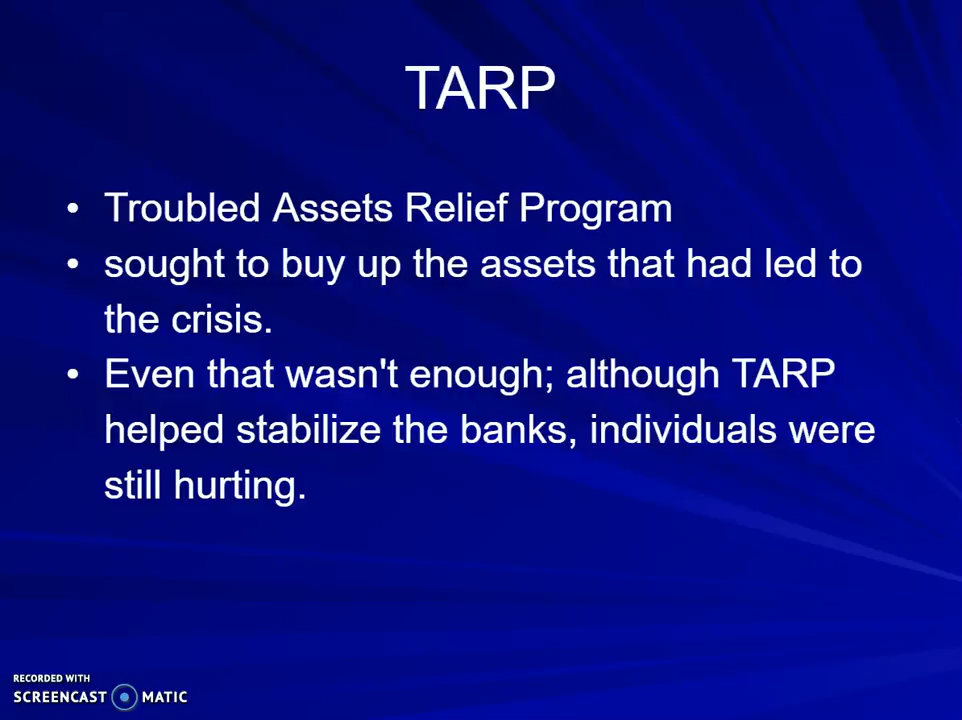 TARP
• Troubled Assets Relief Program
• sought to buy up the assets that had led to
the crisis.
• Even that wasn't enough; although TARP
helped stabilize the banks, individuals were
still hurting.
RECORDED WITH
SCREENCAST MATIC